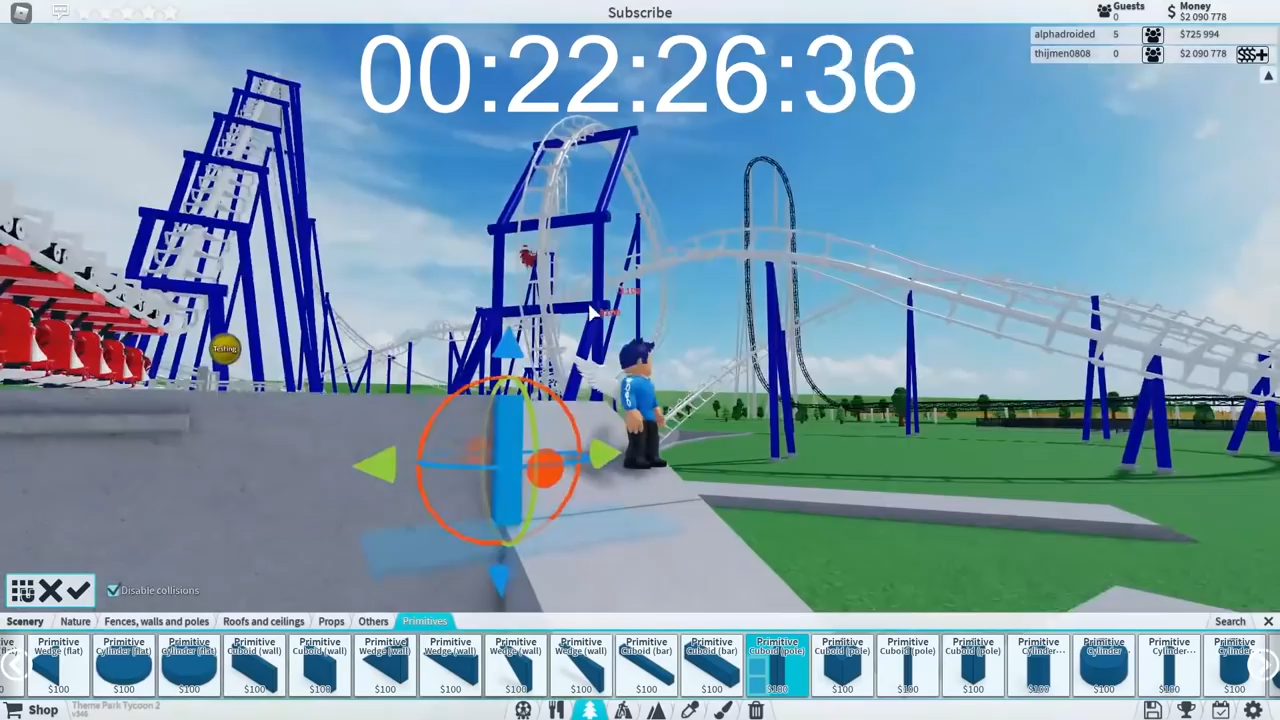 Subscribe
Guests
0
Money
$2 090 778
alphadroided 5 $725 994
thijmen0808 0 $2 090 778 $$$+
00:22:26:36
Testing
Disable collisions
Scenery Nature Fences, walls and poles Roofs and ceilings Props Others Primitives Search
Primitive Wedge (flat) $100
Primitive Cylinder (flat) $100
Primitive Cylinder (flat) $100
Primitive Cuboid (wall) $100
Primitive Cuboid (wall) $100
Primitive Wedge (wall) $100
Primitive Wedge (wall) $100
Primitive Wedge (wall) $100
Primitive Wedge (wall) $100
Primitive Cuboid (bar) $100
Primitive Cuboid (bar) $100
Primitive Cuboid (pole) $100
Primitive Cuboid (pole) $100
Primitive Cuboid (pole) $100
Primitive Cuboid (pole) $100
Primitive Cylinder... $100
Primitive Cylinder... $100
Primitive Cylinder... $100
Primitive Cylinder... $100
Shop
Theme Park Tycoon 2
v346